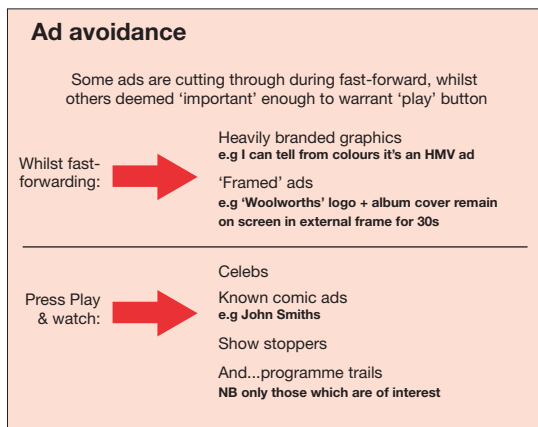 Ad avoidance
Some ads are cutting through during fast-forward, whilst
others deemed ‘important’ enough to warrant ‘play’ button
Whilst fast-
forwarding:
Heavily branded graphics
e.g I can tell from colours it’s an HMV ad
‘Framed’ ads
e.g ‘Woolworths’ logo + album cover remain
on screen in external frame for 30s
Press Play
& watch:
Celebs
Known comic ads
e.g John Smiths
Show stoppers
And...programme trails
NB only those which are of interest